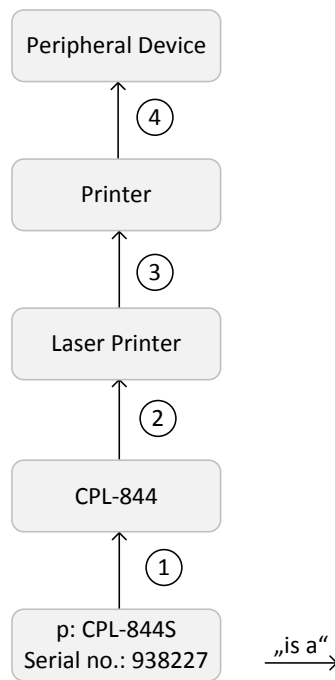 Peripheral Device
4
Printer
3
Laser Printer
2
CPL-844
1
p: CPL-844S
Serial no.: 938227
„is a“